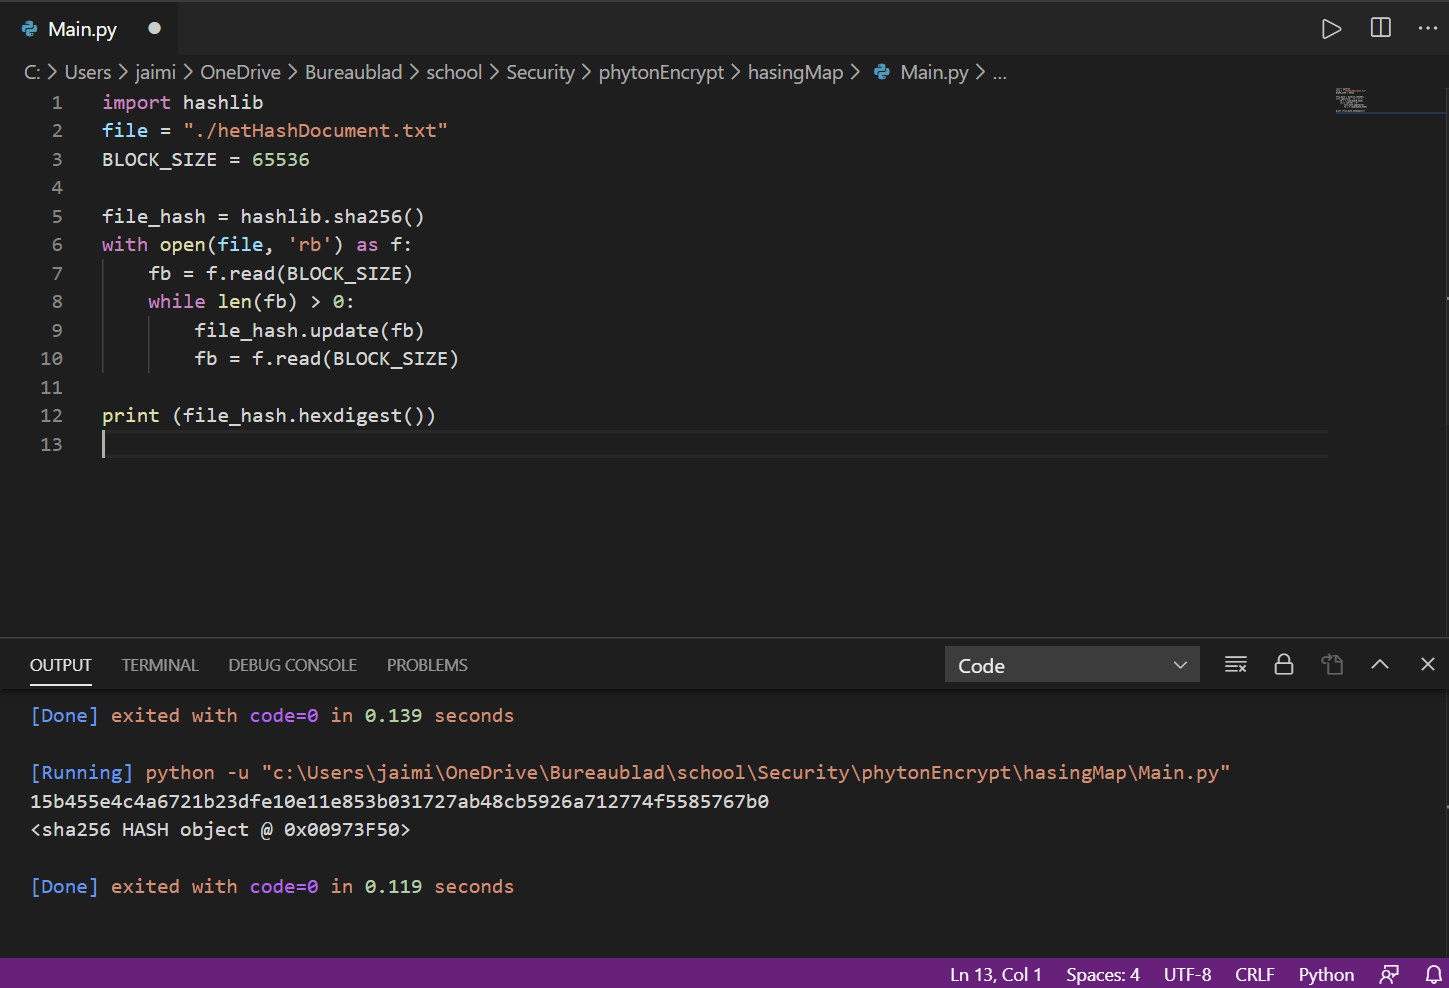 Main.py
C: > Users > jaimi > OneDrive > Bureaublad > school > Security > phytonEncrypt > hasingMap > Main.py > ...
1 import hashlib
2 file = "./hetHashDocument.txt"
3 BLOCK_SIZE = 65536
4
5 file_hash = hashlib.sha256()
6 with open(file, 'rb') as f:
7     fb = f.read(BLOCK_SIZE)
8     while len(fb) > 0:
9         file_hash.update(fb)
10         fb = f.read(BLOCK_SIZE)
11
12 print (file_hash.hexdigest())
13
OUTPUT TERMINAL DEBUG CONSOLE PROBLEMS Code
[Done] exited with code=0 in 0.139 seconds
[Running] python -u "c:\Users\jaimi\OneDrive\Bureaublad\school\Security\phytonEncrypt\hasingMap\Main.py"
15b455e4c4a6721b23dfe10e11e853b031727ab48cb5926a712774f5585767b0
<sha256 HASH object @ 0x00973F50>
[Done] exited with code=0 in 0.119 seconds
Ln 13, Col 1 Spaces: 4 UTF-8 CRLF Python